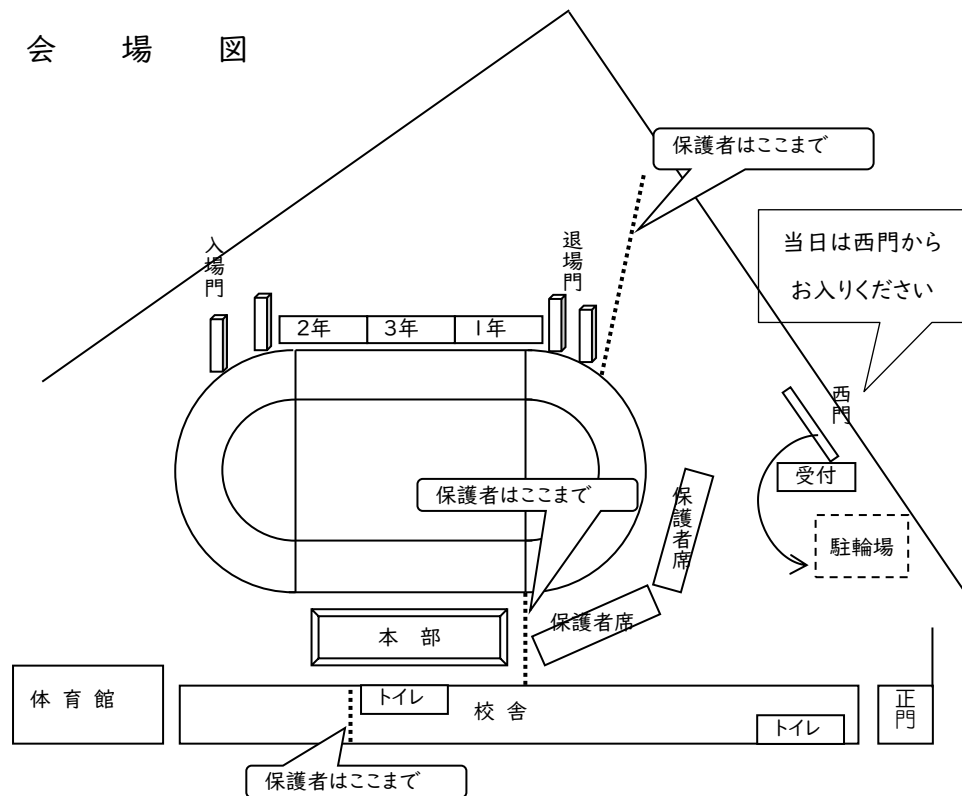 会 場 図
保護者はここまで
当日は西門から
お入りください
入場門
退場門
2年
3年
1年
西門
受付
保護者はここまで
保護者席
駐輪場
保護者席
本 部
体 育 館
トイレ
校 舎
トイレ
正門
保護者はここまで